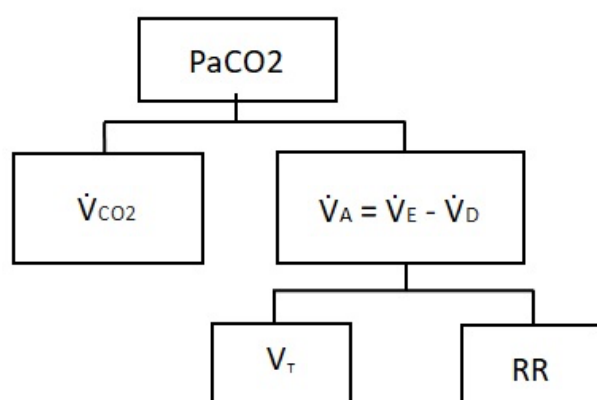 PaCO2
V̇CO2
V̇A = V̇E - V̇D
VT
RR